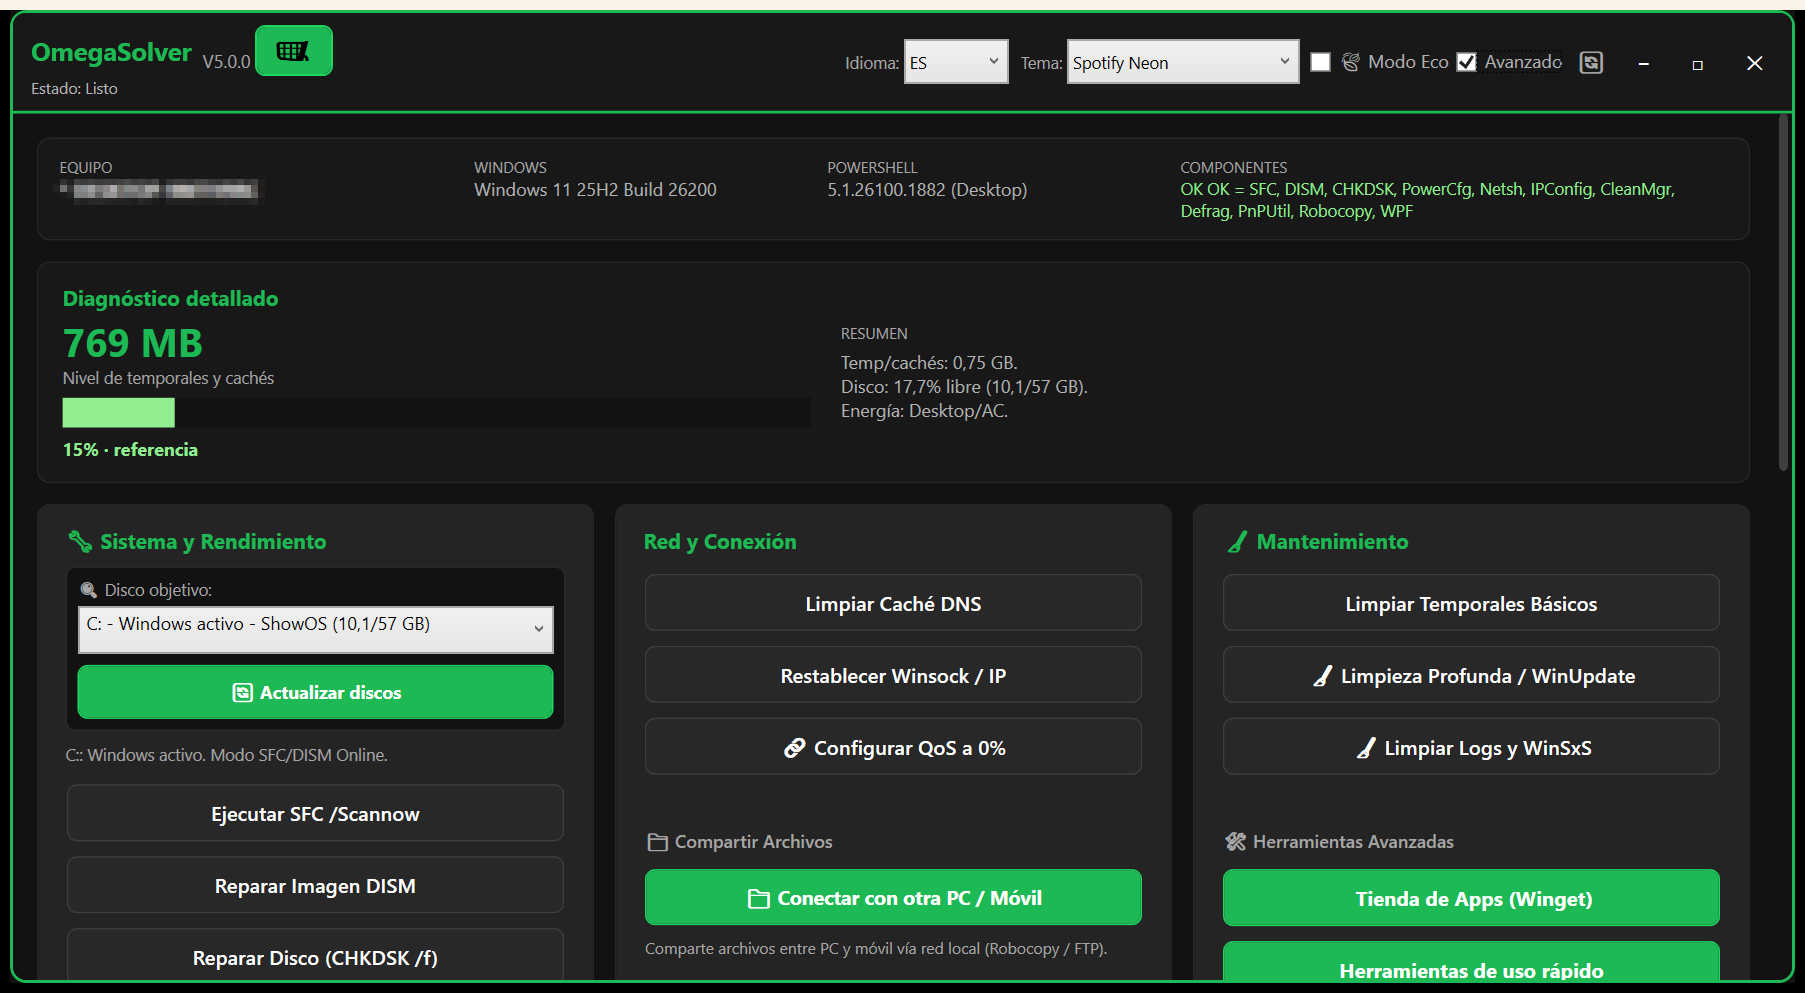 OmegaSolver V5.0.0
Estado: Listo
Idioma: ES
Tema: Spotify Neon
Modo Eco
Avanzado
EQUIPO
WINDOWS
Windows 11 25H2 Build 26200
POWERSHELL
5.1.26100.1882 (Desktop)
COMPONENTES
OK OK = SFC, DISM, CHKDSK, PowerCfg, Netsh, IPConfig, CleanMgr,
Defrag, PnPUtil, Robocopy, WPF
Diagnóstico detallado
769 MB
Nivel de temporales y cachés
15% · referencia
RESUMEN
Temp/cachés: 0,75 GB.
Disco: 17,7% libre (10,1/57 GB).
Energía: Desktop/AC.
Sistema y Rendimiento
Disco objetivo:
C: - Windows activo - ShowOS (10,1/57 GB)
Actualizar discos
C:: Windows activo. Modo SFC/DISM Online.
Ejecutar SFC /Scannow
Reparar Imagen DISM
Reparar Disco (CHKDSK /f)
Red y Conexión
Limpiar Caché DNS
Restablecer Winsock / IP
Configurar QoS a 0%
Compartir Archivos
Conectar con otra PC / Móvil
Comparte archivos entre PC y móvil vía red local (Robocopy / FTP).
Mantenimiento
Limpiar Temporales Básicos
Limpieza Profunda / WinUpdate
Limpiar Logs y WinSxS
Herramientas Avanzadas
Tienda de Apps (Winget)
Herramientas de uso rápido